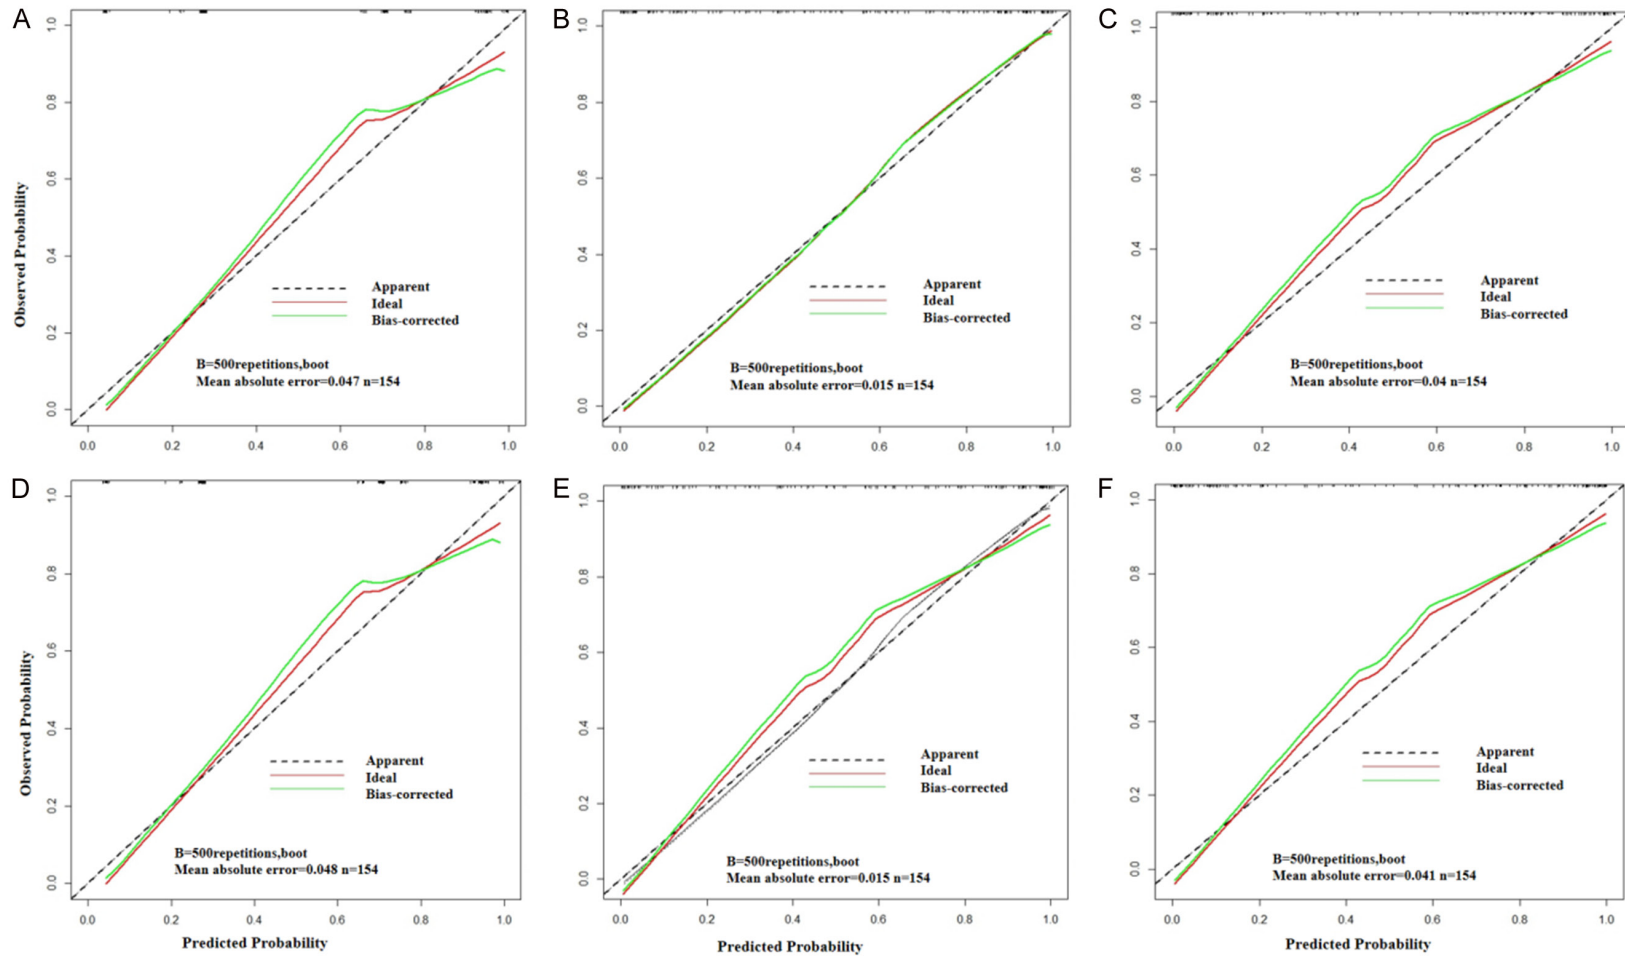 A
1.0
0.8
0.6
0.4
0.2
0.0
Observed Probability
Apparent
Ideal
Bias-corrected
B=500repetitions,boot
Mean absolute error=0.047 n=154
0.0 0.2 0.4 0.6 0.8 1.0
B
1.0
0.8
0.6
0.4
0.2
0.0
Apparent
Ideal
Bias-corrected
B=500repetitions,boot
Mean absolute error=0.015 n=154
0.0 0.2 0.4 0.6 0.8 1.0
C
1.0
0.8
0.6
0.4
0.2
0.0
Apparent
Ideal
Bias-corrected
B=500repetitions,boot
Mean absolute error=0.04 n=154
0.0 0.2 0.4 0.6 0.8 1.0
D
1.0
0.8
0.6
0.4
0.2
0.0
Observed Probability
Apparent
Ideal
Bias-corrected
B=500repetitions,boot
Mean absolute error=0.048 n=154
0.0 0.2 0.4 0.6 0.8 1.0
Predicted Probability
E
1.0
0.8
0.6
0.4
0.2
0.0
Apparent
Ideal
Bias-corrected
B=500repetitions,boot
Mean absolute error=0.015 n=154
0.0 0.2 0.4 0.6 0.8 1.0
Predicted Probability
F
1.0
0.8
0.6
0.4
0.2
0.0
Apparent
Ideal
Bias-corrected
B=500repetitions,boot
Mean absolute error=0.041 n=154
0.0 0.2 0.4 0.6 0.8 1.0
Predicted Probability